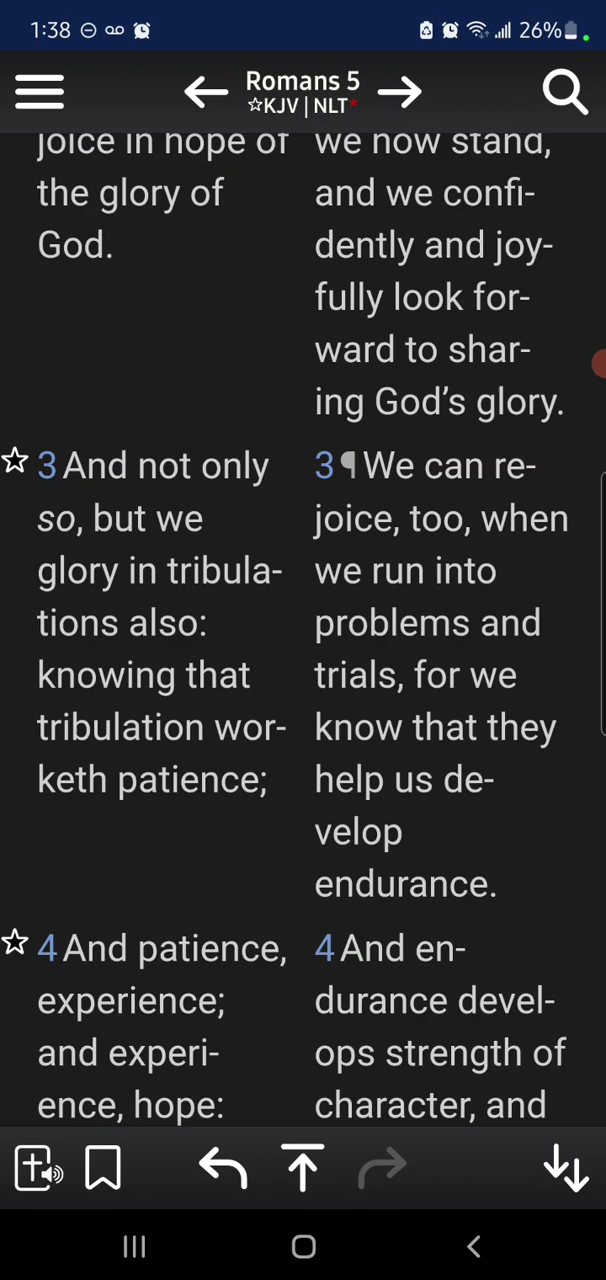 1:38 26%
Romans 5
☆KJV | NLT*
joice in hope of
the glory of
God.
we now stand,
and we confi-
dently and joy-
fully look for-
ward to shar-
ing God’s glory.
3 And not only
so, but we
glory in tribula-
tions also:
knowing that
tribulation wor-
keth patience;
3 ¶ We can re-
joice, too, when
we run into
problems and
trials, for we
know that they
help us de-
velop
endurance.
4 And patience,
experience;
and experi-
ence, hope:
4 And en-
durance devel-
ops strength of
character, and